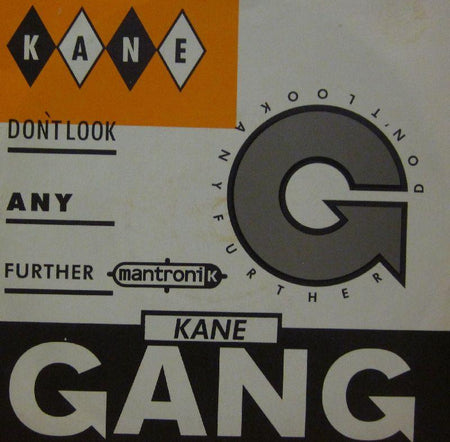 KANE
DON'T LOOK
ANY
FURTHER
mantroniK
DON'T LOOK ANY FURTHER
G
KANE
GANG